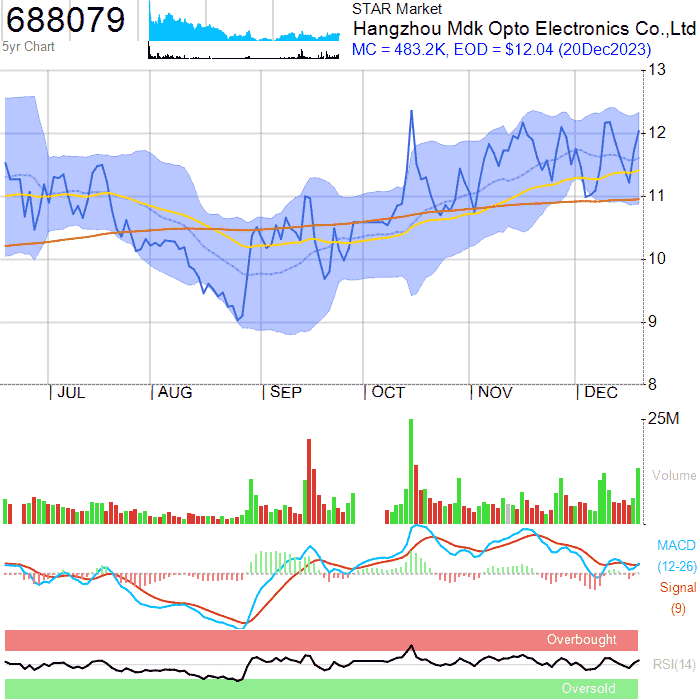 688079
5yr Chart
STAR Market
Hangzhou Mdk Opto Electronics Co.,Ltd
MC = 483.2K, EOD = $12.04 (20Dec2023)
13
12
11
10
9
8
JUL AUG SEP OCT NOV DEC
25M
Volume
MACD
(12-26)
Signal
(9)
Overbought
RSI(14)
Oversold